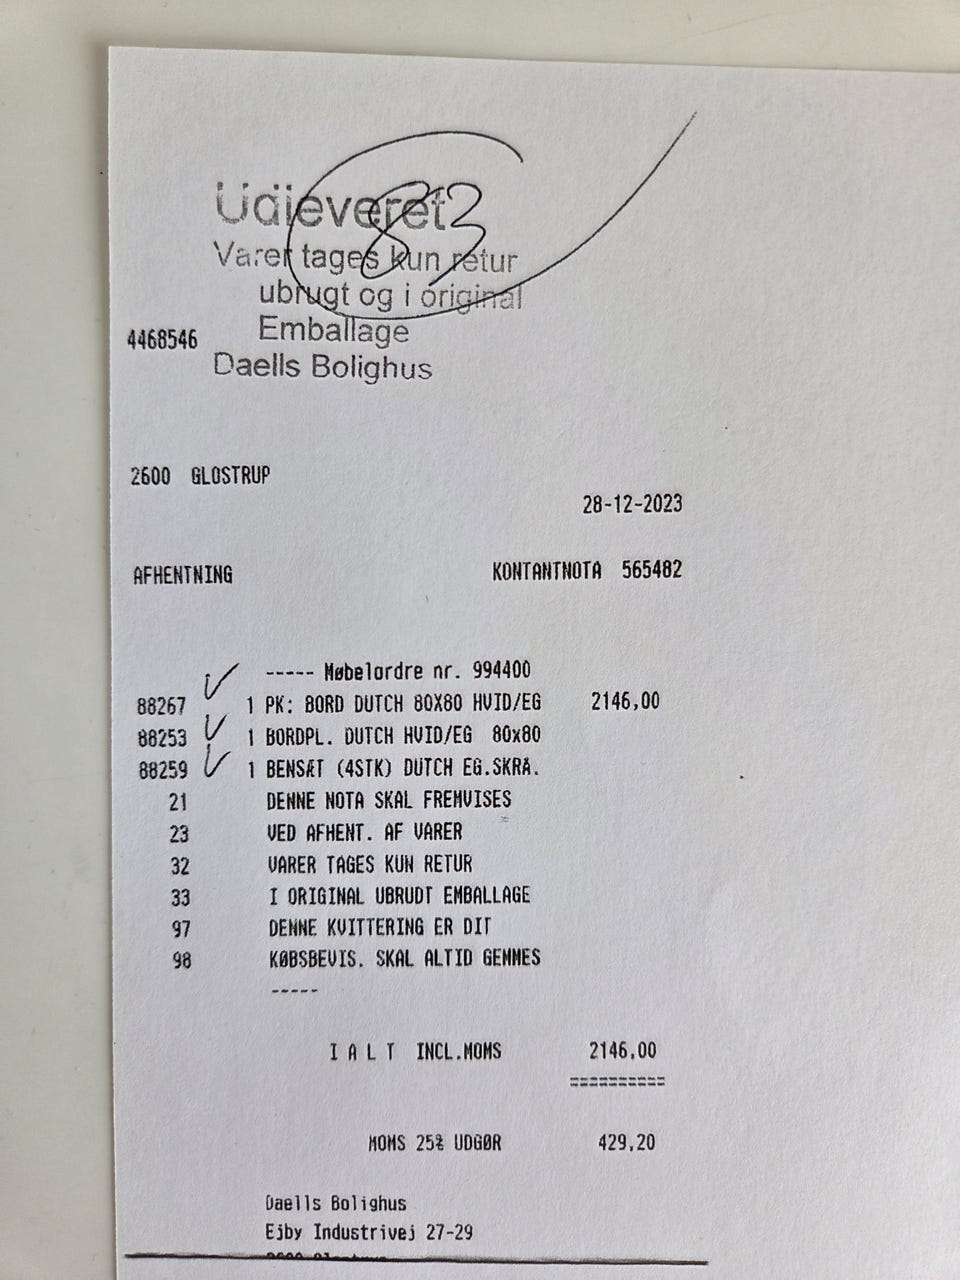 Udleveret
83
Varer tages kun retur
ubrugt og i original
Emballage
4468546
Daells Bolighus
2600 GLOSTRUP
28-12-2023
AFHENTNING KONTANTNOTA 565482
----- Møbelordre nr. 994400
88267 1 PK: BORD DUTCH 80X80 HVID/EG 2146,00
88253 1 BORDPL. DUTCH HVID/EG 80x80
88259 1 BENSÆT (4STK) DUTCH EG.SKRÅ.
21 DENNE NOTA SKAL FREMVISES
23 VED AFHENT. AF VARER
32 VARER TAGES KUN RETUR
33 I ORIGINAL UBRUDT EMBALLAGE
97 DENNE KVITTERING ER DIT
98 KØBSBEVIS. SKAL ALTID GEMMES
-----
I A L T INCL.MOMS 2146,00
==========
MOMS 25% UDGØR 429,20
Daells Bolighus
Ejby Industrivej 27-29